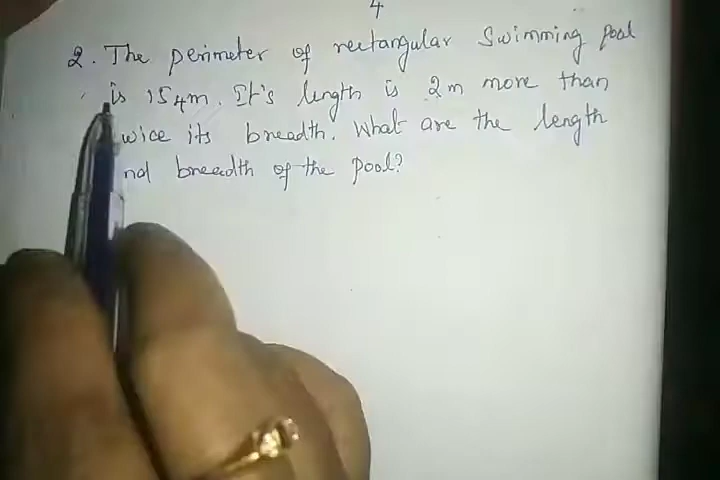 4
2. The perimeter of rectangular Swimming Pool
is 154m. It's length is 2m more than
wice its breadth. What are the length
nd breadth of the pool?